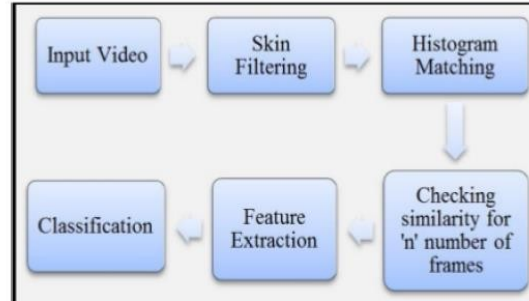 Input Video
Skin
Filtering
Histogram
Matching
Checking
similarity for
'n' number of
frames
Feature
Extraction
Classification